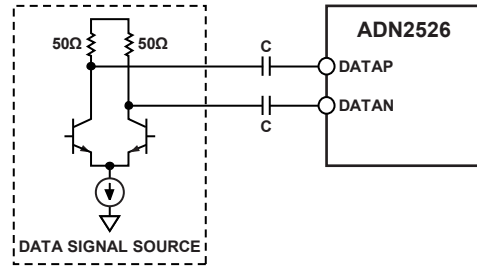 50Ω 50Ω
ADN2526
C
DATAP
DATAN
C
DATA SIGNAL SOURCE